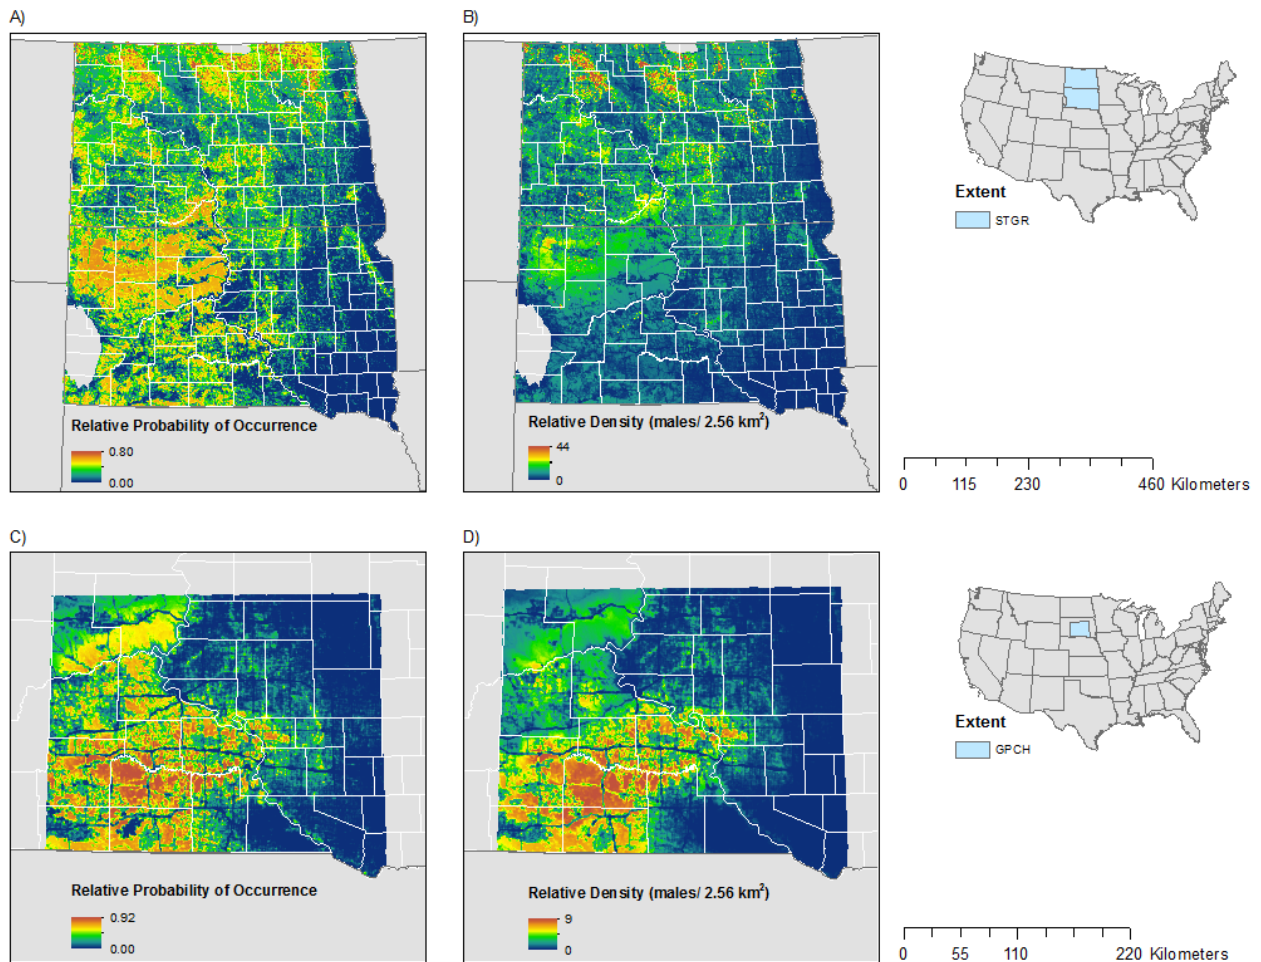 A)
B)
Extent
STGR
Relative Probability of Occurrence
0.80
0.00
Relative Density (males/ 2.56 km²)
44
0
0 115 230 460 Kilometers
C)
D)
Extent
GPCH
Relative Probability of Occurrence
0.92
0.00
Relative Density (males/ 2.56 km²)
9
0
0 55 110 220 Kilometers